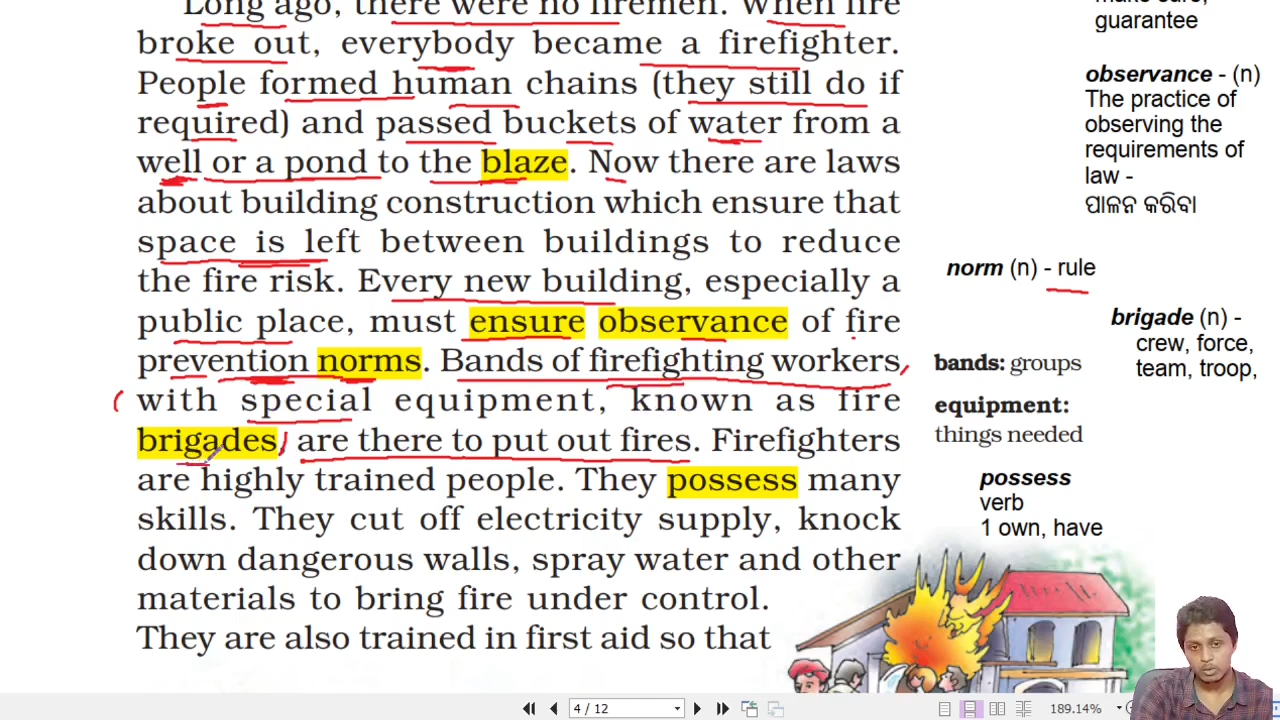 Long ago, there were no firemen. When fire
broke out, everybody became a firefighter.
People formed human chains (they still do if
required) and passed buckets of water from a
well or a pond to the blaze. Now there are laws
about building construction which ensure that
space is left between buildings to reduce
the fire risk. Every new building, especially a
public place, must ensure observance of fire
prevention norms. Bands of firefighting workers,
with special equipment, known as fire
brigades, are there to put out fires. Firefighters
are highly trained people. They possess many
skills. They cut off electricity supply, knock
down dangerous walls, spray water and other
materials to bring fire under control.
They are also trained in first aid so that
make sure,
guarantee
observance - (n)
The practice of
observing the
requirements of
law -
ପାଳନ କରିବା
norm (n) - rule
brigade (n) -
crew, force,
team, troop,
bands: groups
equipment:
things needed
possess
verb
1 own, have
4 / 12
189.14%